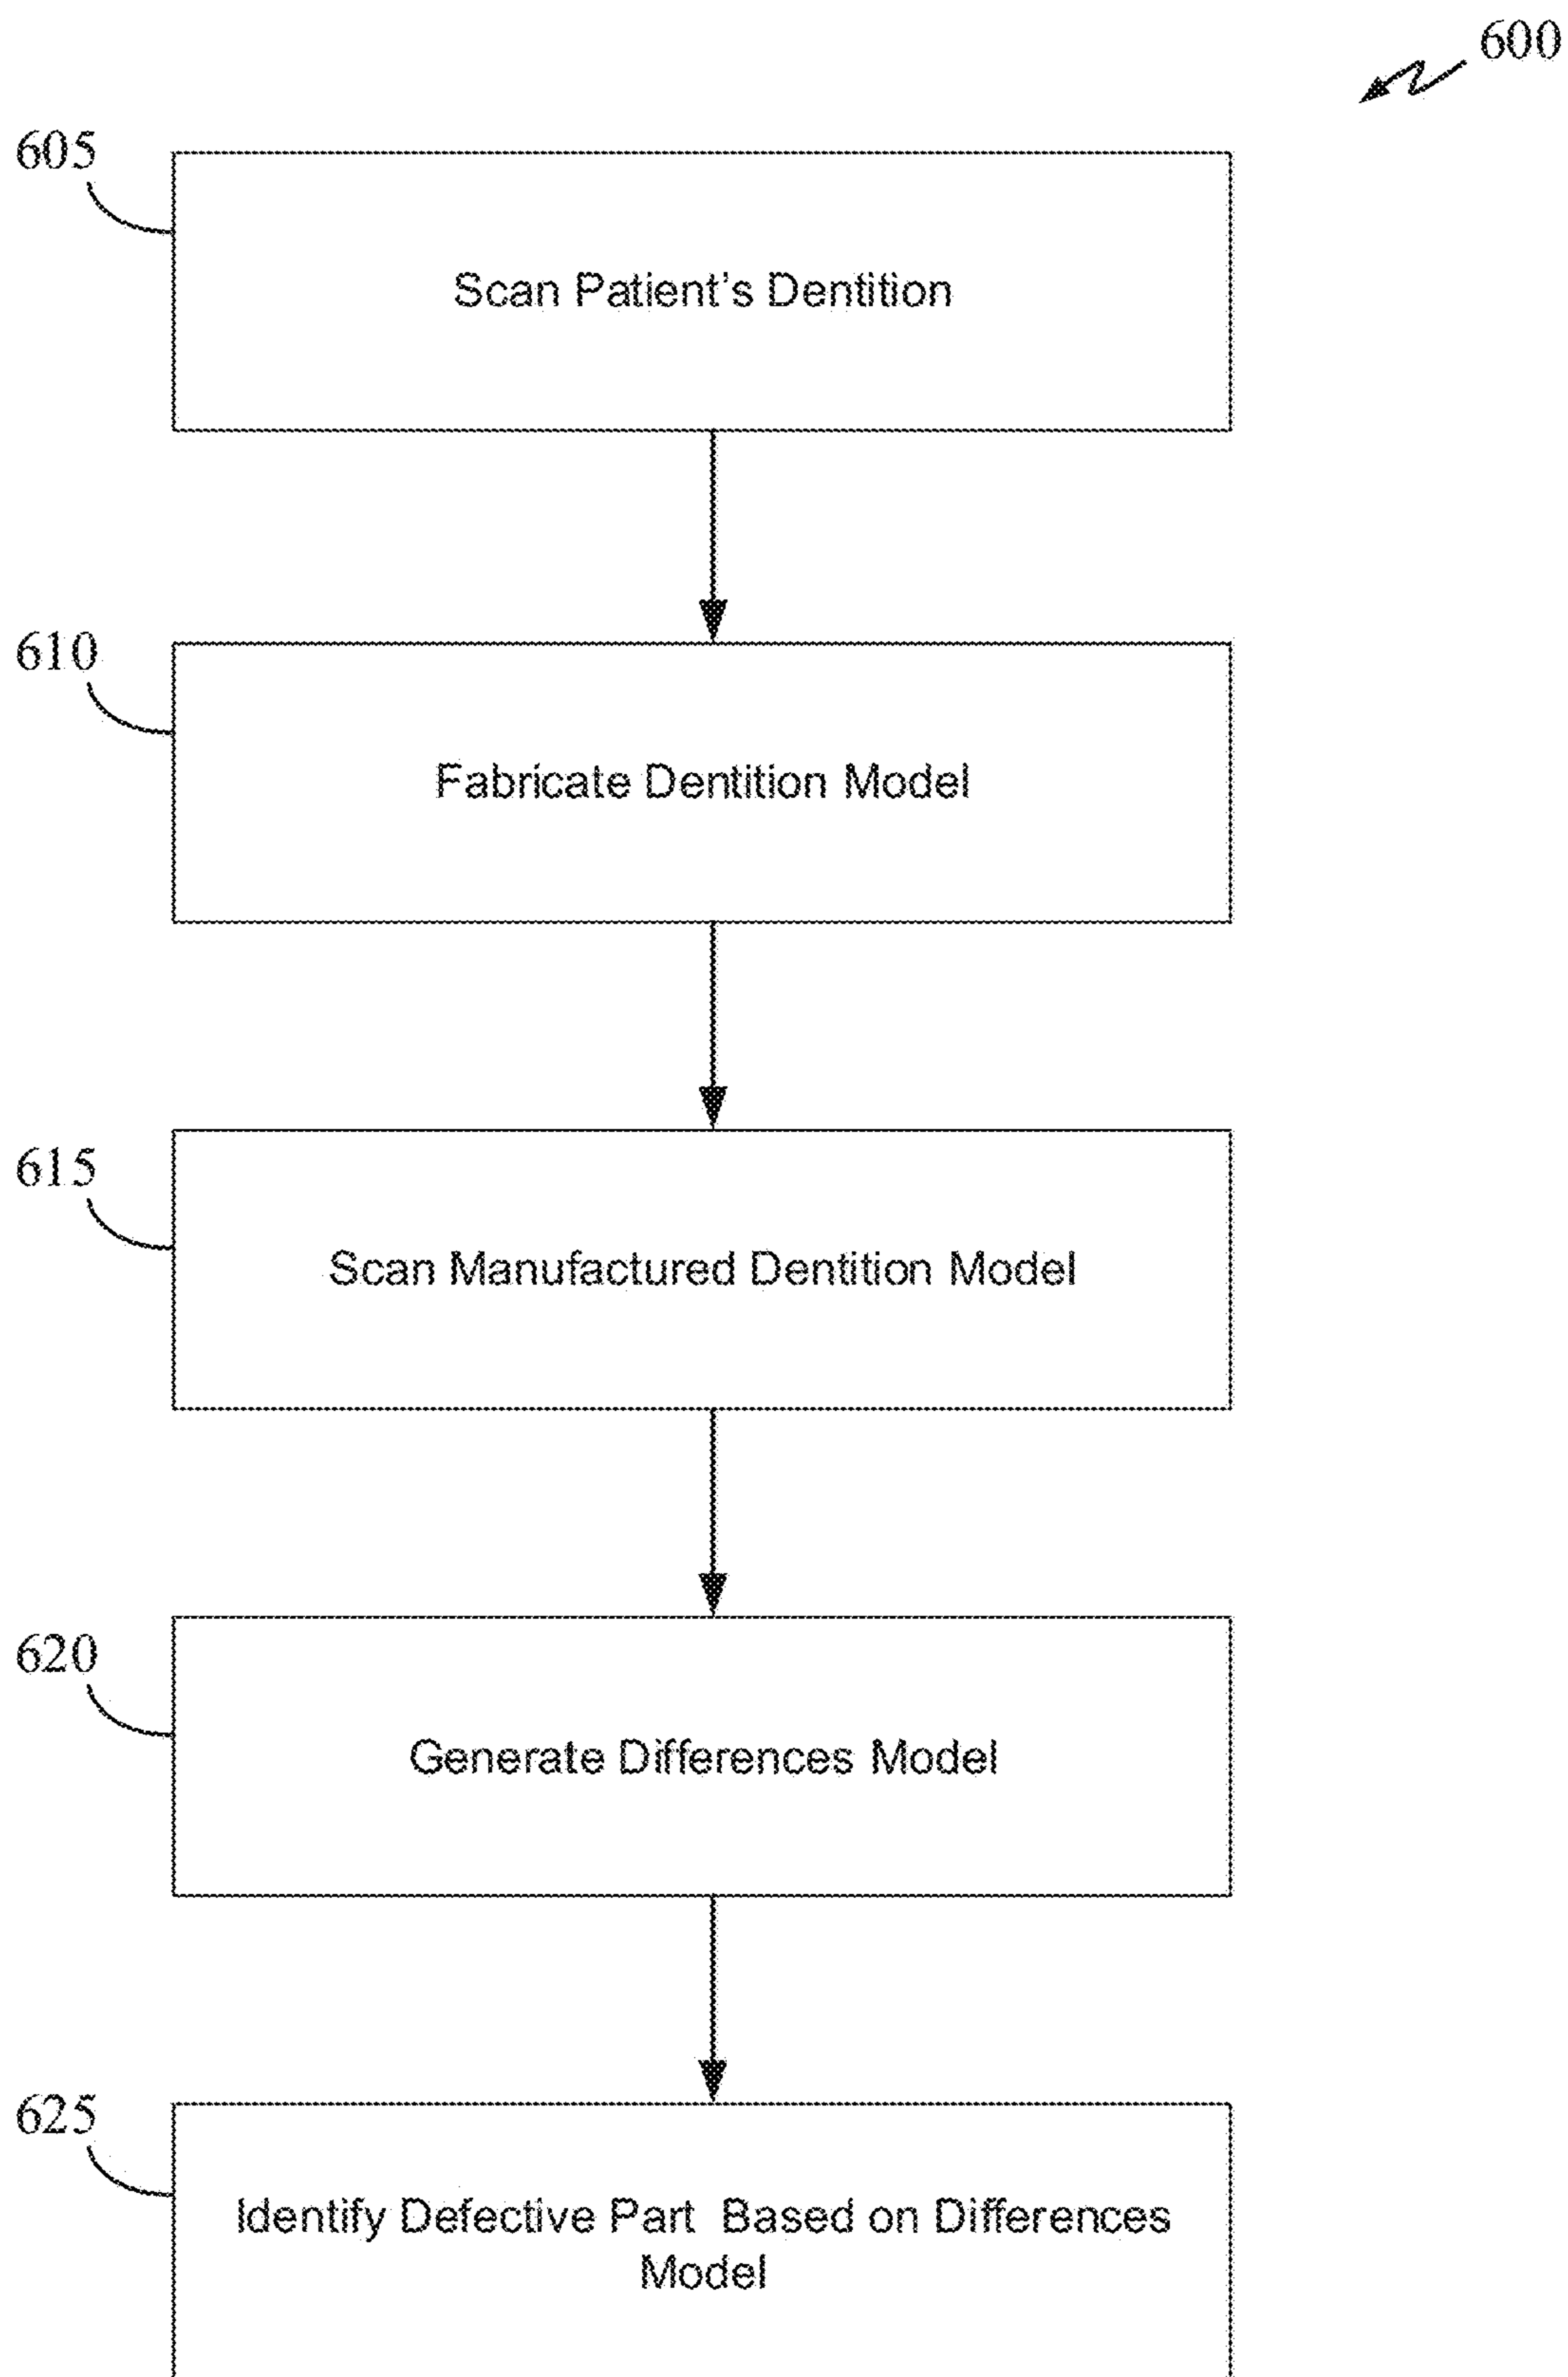 600
605
Scan Patient's Dentition
610
Fabricate Dentition Model
615
Scan Manufactured Dentition Model
620
Generate Differences Model
625
Identify Defective Part Based on Differences
Model